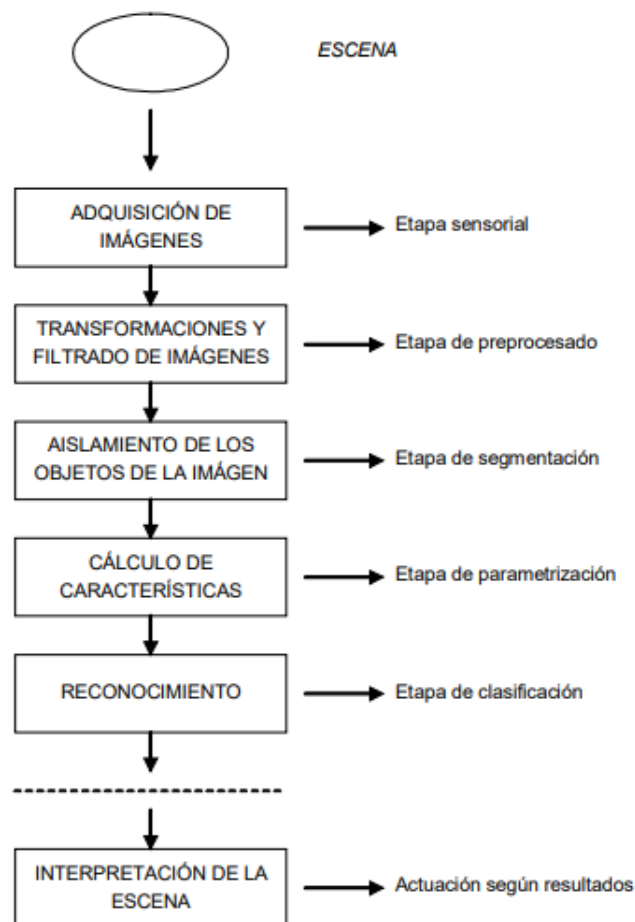 ESCENA
ADQUISICIÓN DE
IMÁGENES
Etapa sensorial
TRANSFORMACIONES Y
FILTRADO DE IMÁGENES
Etapa de preprocesado
AISLAMIENTO DE LOS
OBJETOS DE LA IMÁGEN
Etapa de segmentación
CÁLCULO DE
CARACTERÍSTICAS
Etapa de parametrización
RECONOCIMIENTO
Etapa de clasificación
INTERPRETACIÓN DE LA
ESCENA
Actuación según resultados